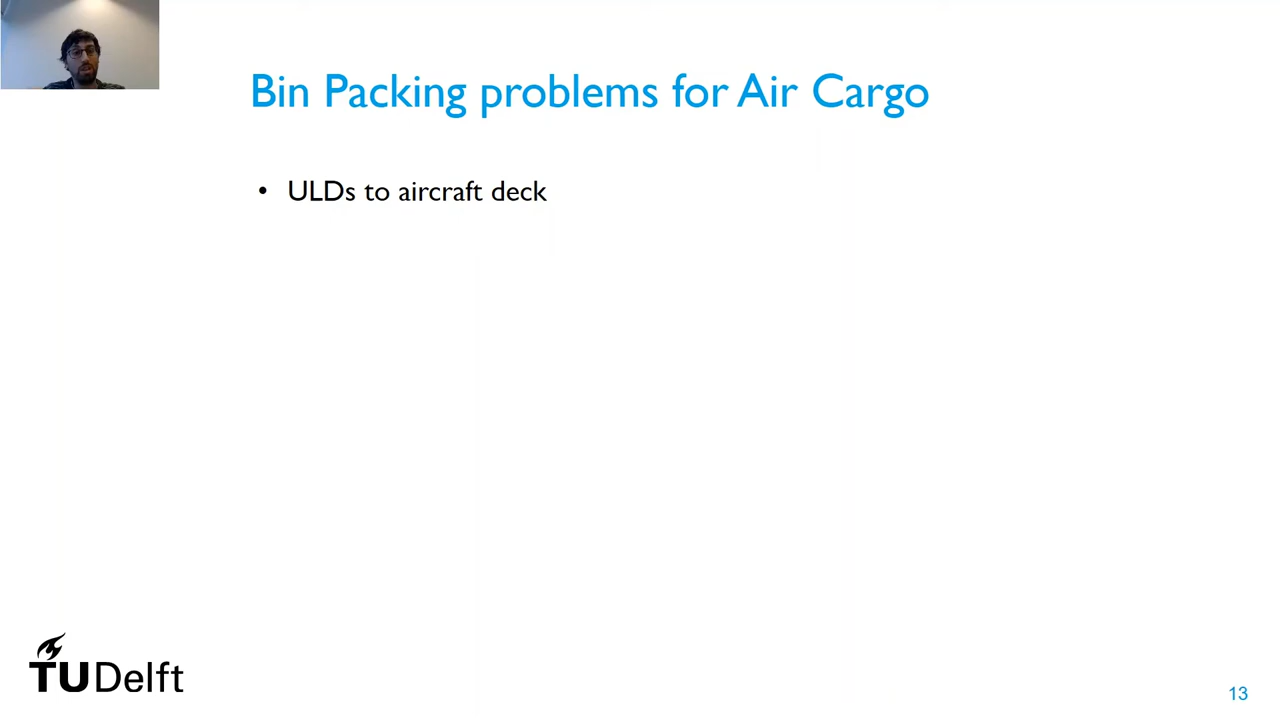 Bin Packing problems for Air Cargo
• ULDs to aircraft deck
TUDelft
13